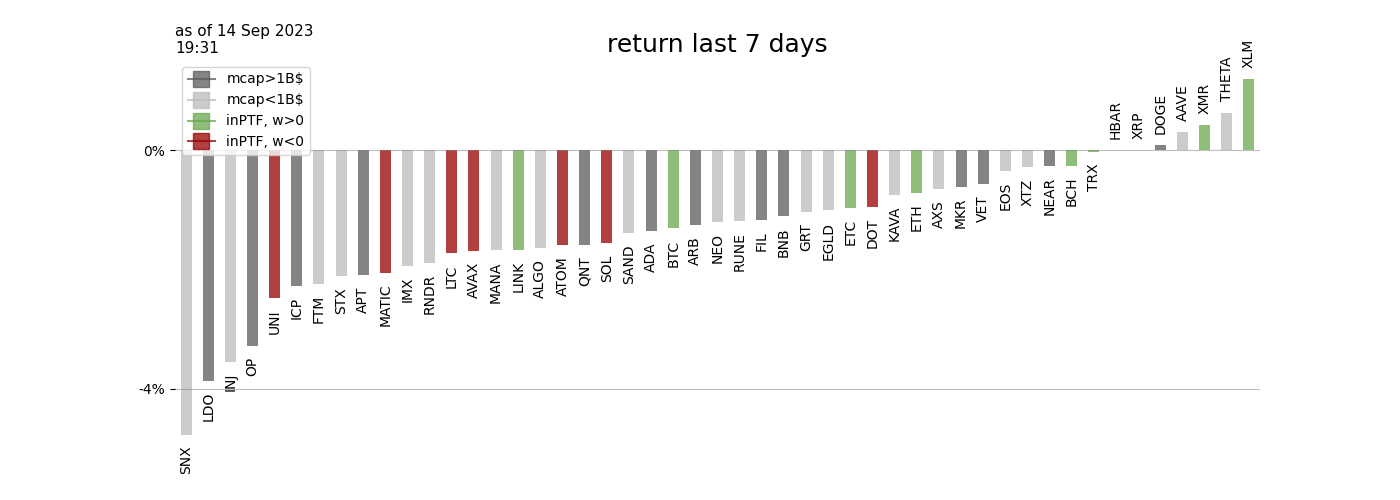 as of 14 Sep 2023
19:31
return last 7 days
mcap>1B$
mcap<1B$
inPTF, w>0
inPTF, w<0
0%
-4%
SNX
LDO
INJ
OP
UNI
ICP
FTM
STX
APT
MATIC
IMX
RNDR
LTC
AVAX
MANA
LINK
ALGO
ATOM
QNT
SOL
SAND
ADA
BTC
ARB
NEO
RUNE
FIL
BNB
GRT
EGLD
ETC
DOT
KAVA
ETH
AXS
MKR
VET
EOS
XTZ
NEAR
BCH
TRX
HBAR
XRP
DOGE
AAVE
XMR
THETA
XLM